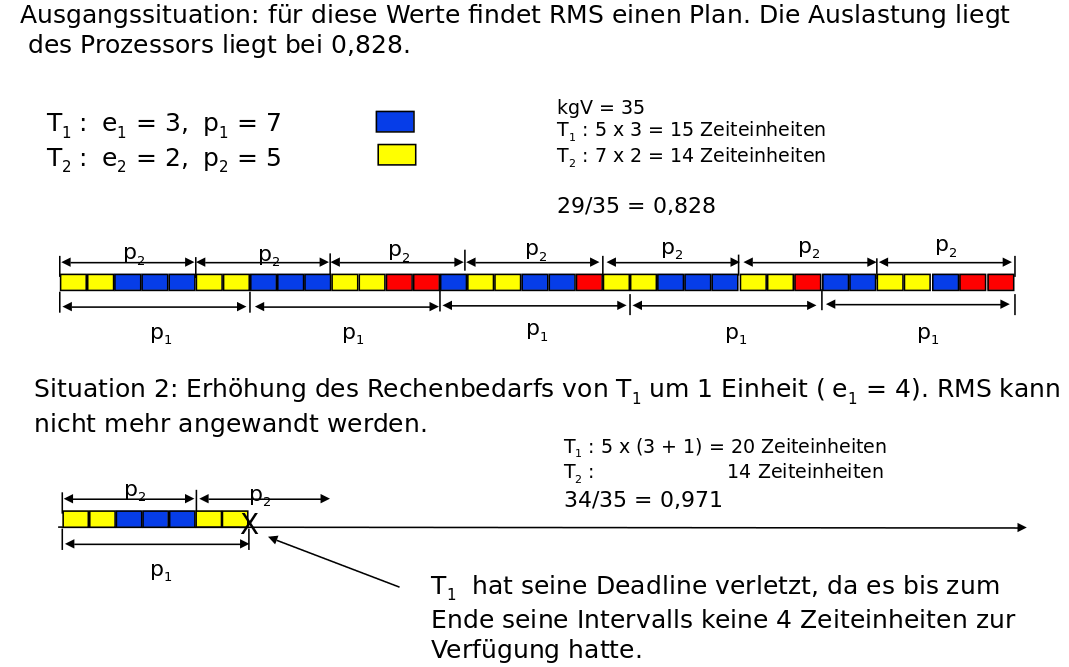 Ausgangssituation: für diese Werte findet RMS einen Plan. Die Auslastung liegt
des Prozessors liegt bei 0,828.
kgV = 35
T₁ : e₁ = 3, p₁ = 7
T₁ : 5 x 3 = 15 Zeiteinheiten
T₂ : e₂ = 2, p₂ = 5
T₂ : 7 x 2 = 14 Zeiteinheiten
29/35 = 0,828
p₂ p₂ p₂ p₂ p₂ p₂ p₂
p₁ p₁ p₁ p₁ p₁
Situation 2: Erhöhung des Rechenbedarfs von T₁ um 1 Einheit ( e₁ = 4). RMS kann
nicht mehr angewandt werden.
T₁ : 5 x (3 + 1) = 20 Zeiteinheiten
T₂ : 14 Zeiteinheiten
34/35 = 0,971
p₂ p₂
X
p₁
T₁ hat seine Deadline verletzt, da es bis zum
Ende seine Intervalls keine 4 Zeiteinheiten zur
Verfügung hatte.